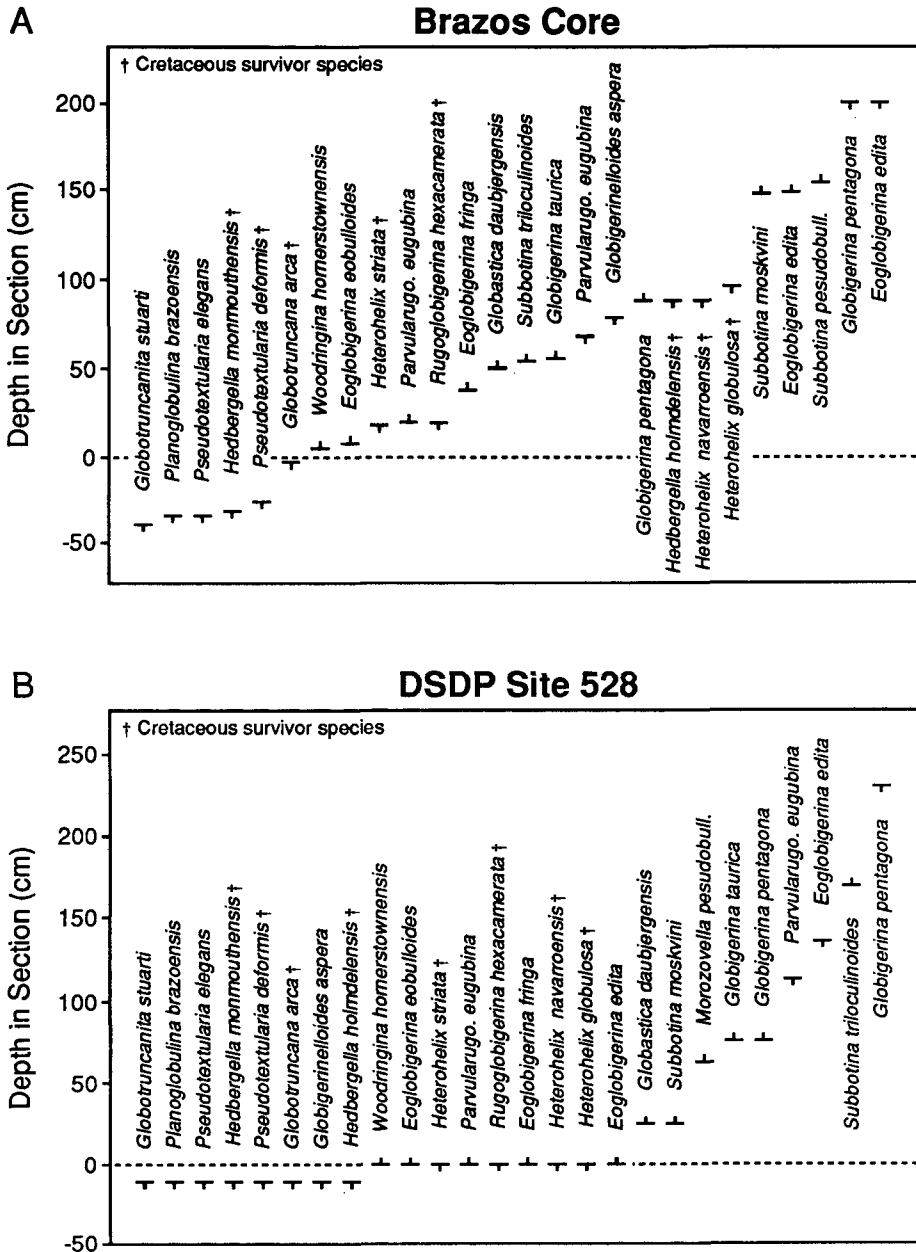 A
Brazos Core
† Cretaceous survivor species
Depth in Section (cm)
200
150
100
50
0
-50
Globotruncanita stuarti
Planoglobulina brazoensis
Pseudotextularia elegans
Hedbergella monmouthensis †
Pseudotextularia deformis †
Globotruncana arca †
Woodringina homerstownensis
Eoglobigerina eobulloides
Heterohelix striata †
Parvularugo. eugubina
Rugoglobigerina hexacamerata †
Eoglobigerina fringa
Globastica daubjergensis
Subbotina triloculinoides
Globigerina taurica
Parvularugo. eugubina
Globigerinelloides aspera
Globigerina pentagona
Hedbergella holmdelensis †
Heterohelix navarroensis †
Heterohelix globulosa †
Subbotina moskvini
Eoglobigerina edita
Subbotina pesudobull.
Globigerina pentagona
Eoglobigerina edita
B
DSDP Site 528
† Cretaceous survivor species
Depth in Section (cm)
250
200
150
100
50
0
-50
Globotruncanita stuarti
Planoglobulina brazoensis
Pseudotextularia elegans
Hedbergella monmouthensis †
Pseudotextularia deformis †
Globotruncana arca †
Globigerinelloides aspera
Hedbergella holmdelensis †
Woodringina homerstownensis
Eoglobigerina eobulloides
Heterohelix striata †
Parvularugo. eugubina
Rugoglobigerina hexacamerata †
Eoglobigerina fringa
Heterohelix navarroensis †
Heterohelix globulosa †
Eoglobigerina edita
Globastica daubjergensis
Subbotina moskvini
Morozovella pesudobull.
Globigerina taurica
Globigerina pentagona
Parvularugo. eugubina
Eoglobigerina edita
Subbotina triloculinoides
Globigerina pentagona